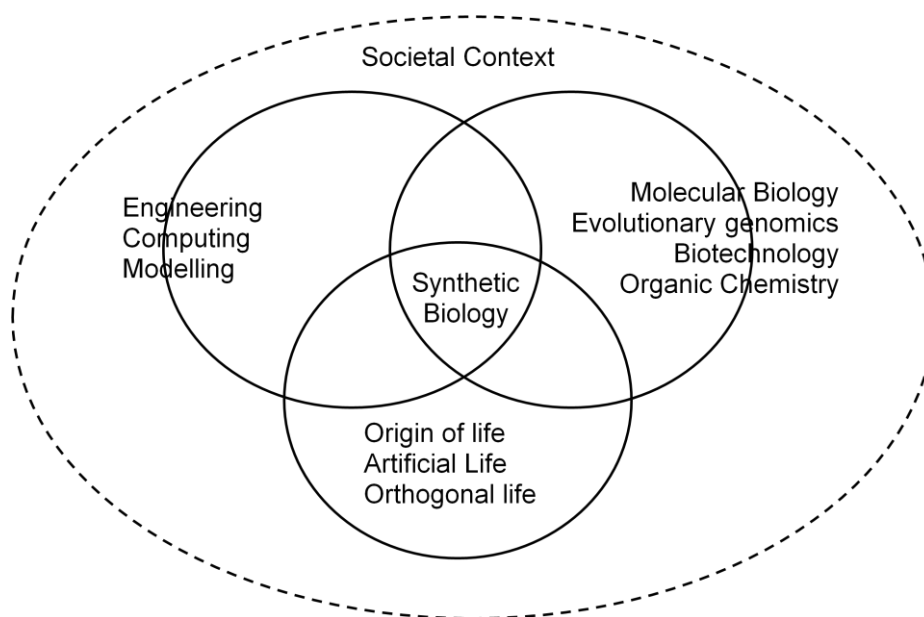 Societal Context
Engineering
Computing
Modelling
Molecular Biology
Evolutionary genomics
Biotechnology
Organic Chemistry
Synthetic
Biology
Origin of life
Artificial Life
Orthogonal life